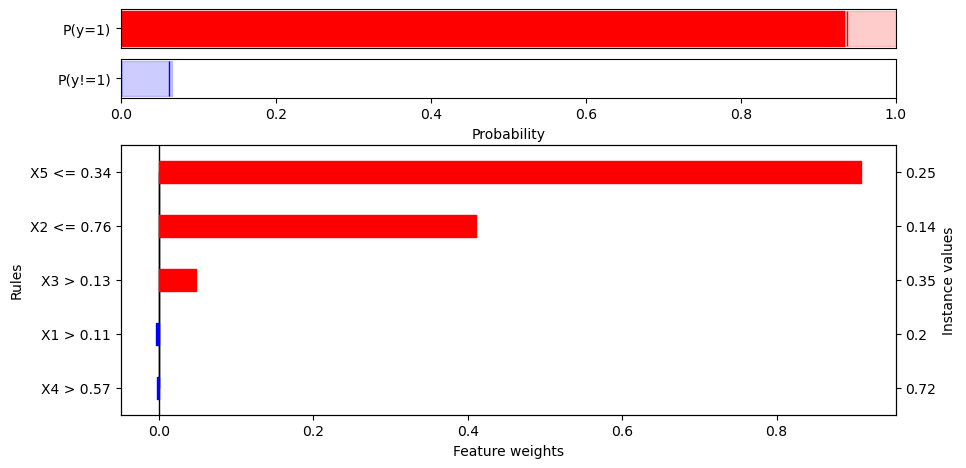 P(y=1)
P(y!=1)
0.0 0.2 0.4 0.6 0.8 1.0
Probability
X5 <= 0.34 0.25
X2 <= 0.76 0.14
X3 > 0.13 0.35
X1 > 0.11 0.2
X4 > 0.57 0.72
Rules
Instance values
0.0 0.2 0.4 0.6 0.8
Feature weights